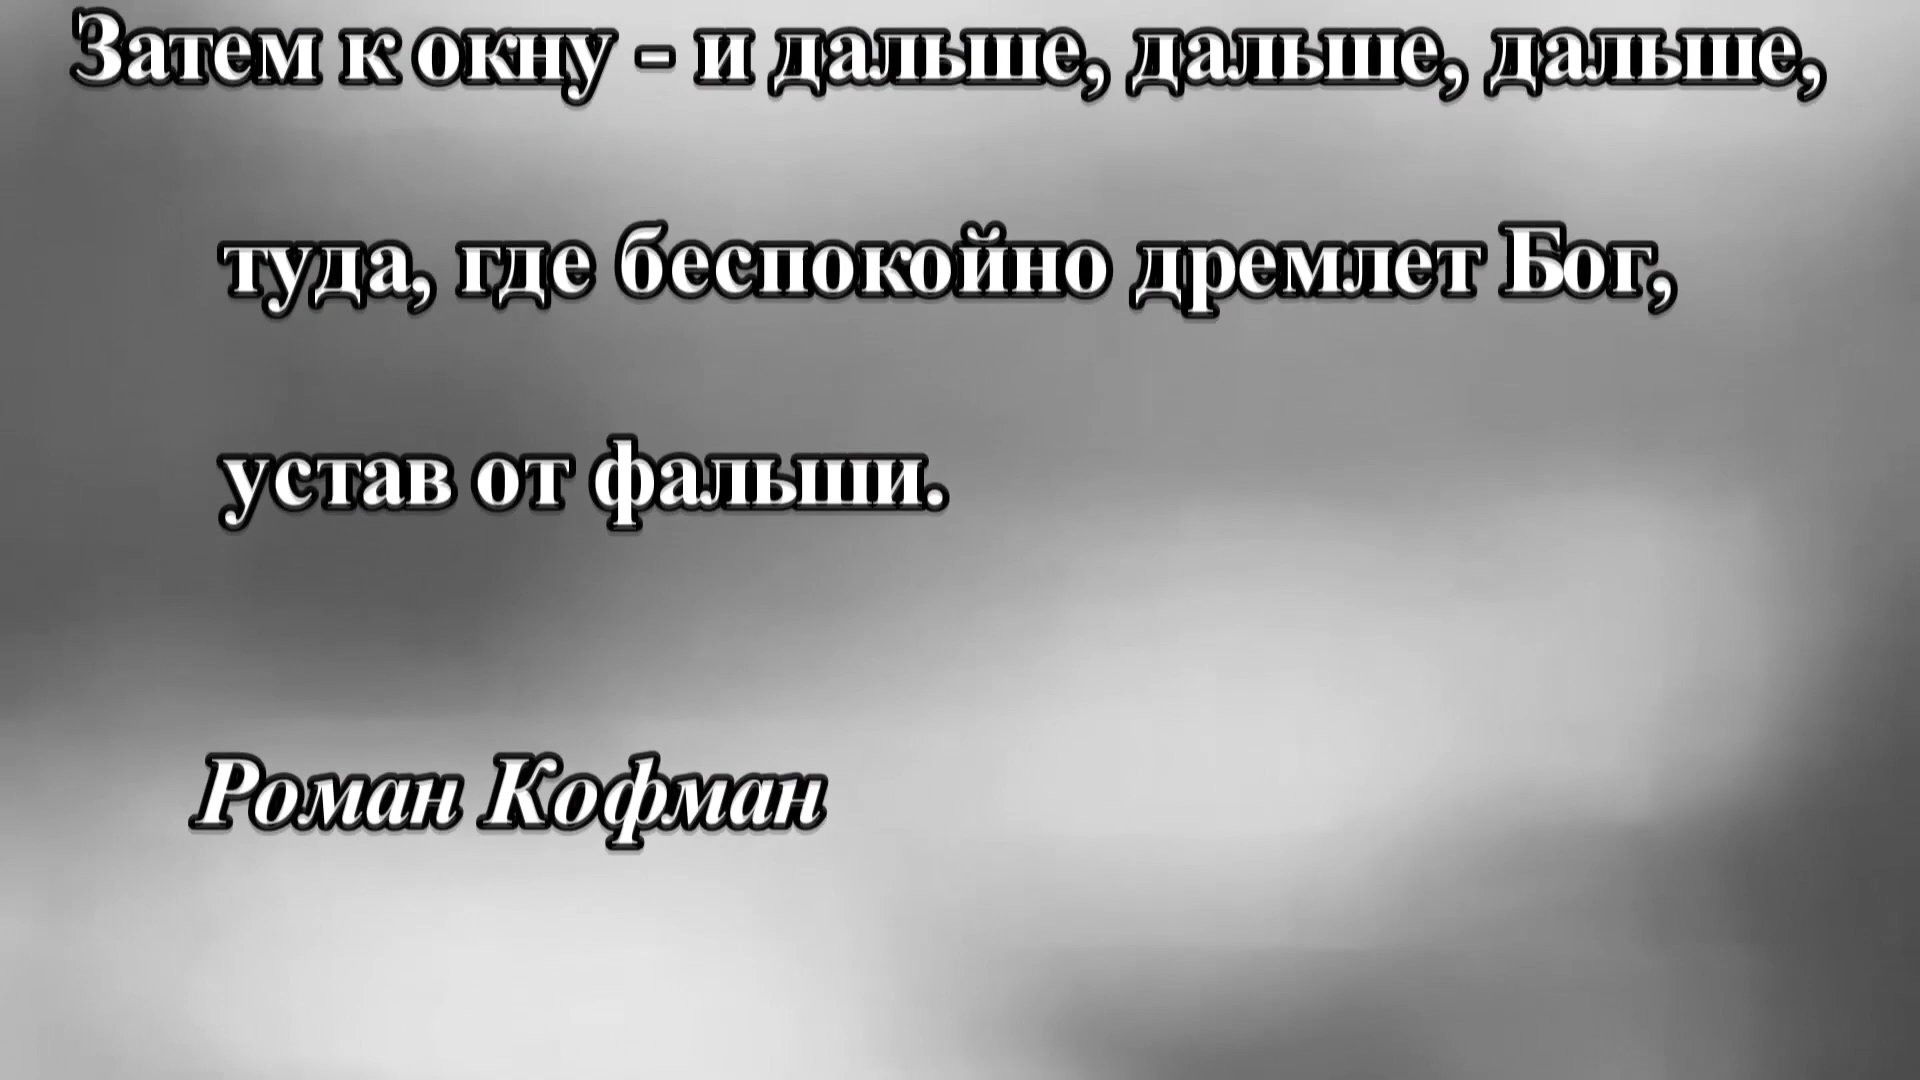 Затем к окну - и дальше, дальше, дальше,
туда, где беспокойно дремлет Бог,
устав от фальши.
Роман Кофман